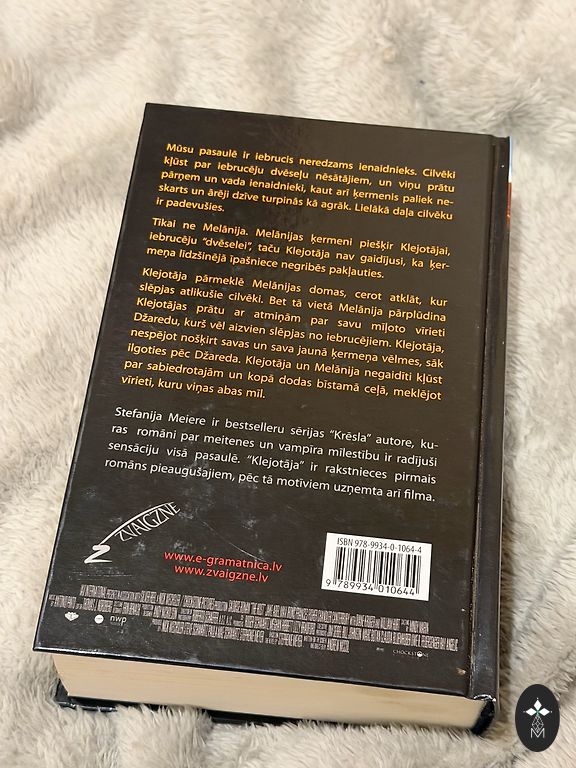 Mūsu pasaulē ir iebrucis neredzams ienaidnieks. Cilvēki
kļūst par iebrucēju dvēseļu nēsātājiem, un viņu prātu
pārņem un vada ienaidnieki, kaut arī ķermenis paliek ne-
skarts un ārēji dzīve turpinās kā agrāk. Lielākā daļa cilvēku
ir padevušies.
Tikai ne Melānija. Melānijas ķermeni piešķir Klejotājai,
iebrucēju “dvēselei”, taču Klejotāja nav gaidījusi, ka ķer-
meņa līdzšinējā īpašniece negribēs pakļauties.
Klejotāja pārmeklē Melānijas domas, cerot atklāt, kur
slēpjas atlikušie cilvēki. Bet tā vietā Melānija pārplūdina
Klejotājas prātu ar atmiņām par savu mīļoto vīrieti
Džaredu, kurš vēl aizvien slēpjas no iebrucējiem. Klejotāja,
nespējot nošķirt savas un sava jaunā ķermeņa vēlmes, sāk
ilgoties pēc Džareda. Klejotāja un Melānija negaidīti kļūst
par sabiedrotajām un kopā dodas bīstamā ceļā, meklējot
vīrieti, kuru viņas abas mīl.
Stefanija Meiere ir bestselleru sērijas “Krēsla” autore, ku-
ras romāni par meitenes un vampīra mīlestību ir radījuši
sensāciju visā pasaulē. “Klejotāja” ir rakstnieces pirmais
romāns pieaugušajiem, pēc tā motīviem uzņemta arī filma.
ZVAIGZNE
www.e-gramatnica.lv
www.zvaigzne.lv
ISBN 978-9934-0-1064-4
9 789934 010644
nwp
CHOCKSTONE
M